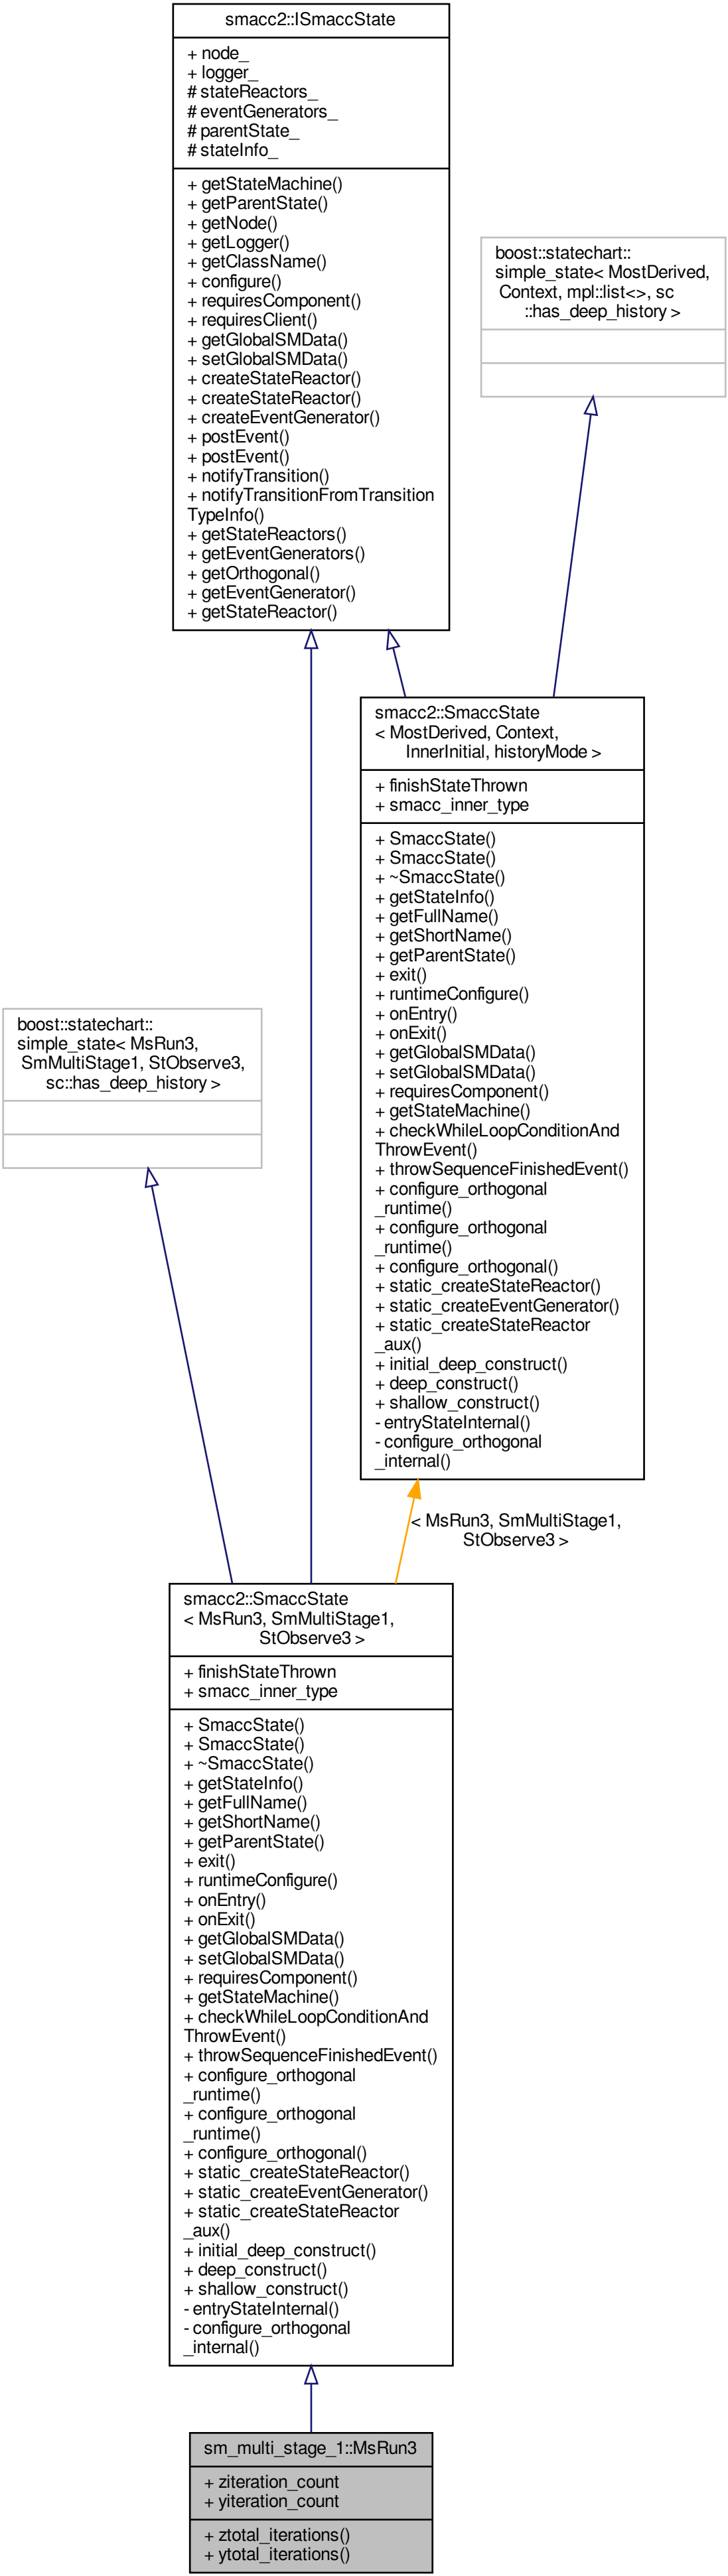 smacc2::ISmaccState
+ node_
+ logger_
# stateReactors_
# eventGenerators_
# parentState_
# stateInfo_
+ getStateMachine()
+ getParentState()
+ getNode()
+ getLogger()
+ getClassName()
+ configure()
+ requiresComponent()
+ requiresClient()
+ getGlobalSMData()
+ setGlobalSMData()
+ createStateReactor()
+ createStateReactor()
+ createEventGenerator()
+ postEvent()
+ postEvent()
+ notifyTransition()
+ notifyTransitionFromTransition
TypeInfo()
+ getStateReactors()
+ getEventGenerators()
+ getOrthogonal()
+ getEventGenerator()
+ getStateReactor()
boost::statechart::
simple_state< MostDerived,
Context, mpl::list<>, sc
::has_deep_history >
smacc2::SmaccState
< MostDerived, Context,
InnerInitial, historyMode >
+ finishStateThrown
+ smacc_inner_type
+ SmaccState()
+ SmaccState()
+ ~SmaccState()
+ getStateInfo()
+ getFullName()
+ getShortName()
+ getParentState()
+ exit()
+ runtimeConfigure()
+ onEntry()
+ onExit()
+ getGlobalSMData()
+ setGlobalSMData()
+ requiresComponent()
+ getStateMachine()
+ checkWhileLoopConditionAnd
ThrowEvent()
+ throwSequenceFinishedEvent()
+ configure_orthogonal
_runtime()
+ configure_orthogonal
_runtime()
+ configure_orthogonal()
+ static_createStateReactor()
+ static_createEventGenerator()
+ static_createStateReactor
_aux()
+ initial_deep_construct()
+ deep_construct()
+ shallow_construct()
- entryStateInternal()
- configure_orthogonal
_internal()
boost::statechart::
simple_state< MsRun3,
SmMultiStage1, StObserve3,
sc::has_deep_history >
< MsRun3, SmMultiStage1,
StObserve3 >
smacc2::SmaccState
< MsRun3, SmMultiStage1,
StObserve3 >
+ finishStateThrown
+ smacc_inner_type
+ SmaccState()
+ SmaccState()
+ ~SmaccState()
+ getStateInfo()
+ getFullName()
+ getShortName()
+ getParentState()
+ exit()
+ runtimeConfigure()
+ onEntry()
+ onExit()
+ getGlobalSMData()
+ setGlobalSMData()
+ requiresComponent()
+ getStateMachine()
+ checkWhileLoopConditionAnd
ThrowEvent()
+ throwSequenceFinishedEvent()
+ configure_orthogonal
_runtime()
+ configure_orthogonal
_runtime()
+ configure_orthogonal()
+ static_createStateReactor()
+ static_createEventGenerator()
+ static_createStateReactor
_aux()
+ initial_deep_construct()
+ deep_construct()
+ shallow_construct()
- entryStateInternal()
- configure_orthogonal
_internal()
sm_multi_stage_1::MsRun3
+ ziteration_count
+ yiteration_count
+ ztotal_iterations()
+ ytotal_iterations()